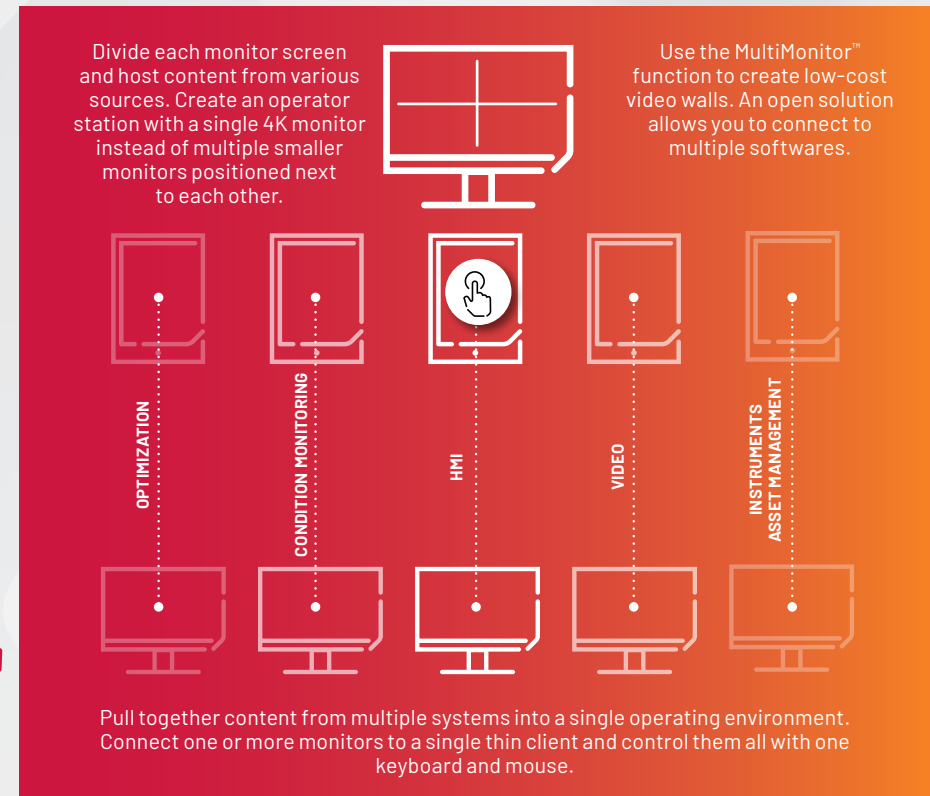 Divide each monitor screen
and host content from various
sources. Create an operator
station with a single 4K monitor
instead of multiple smaller
monitors positioned next
to each other.
Use the MultiMonitor™
function to create low-cost
video walls. An open solution
allows you to connect to
multiple softwares.
OPTIMIZATION
CONDITION MONITORING
HMI
VIDEO
INSTRUMENTS
ASSET MANAGEMENT
Pull together content from multiple systems into a single operating environment.
Connect one or more monitors to a single thin client and control them all with one
keyboard and mouse.